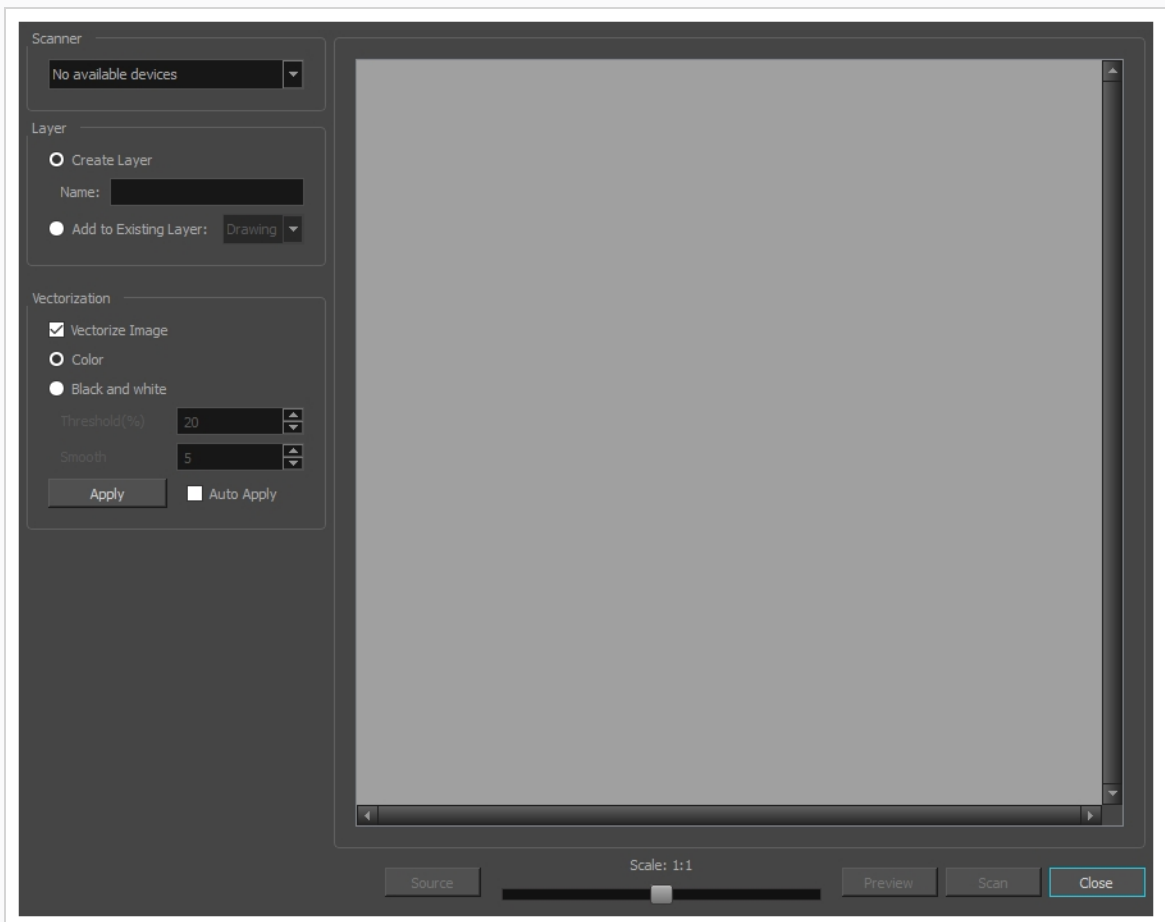 Scanner
No available devices
Layer
Create Layer
Name:
Add to Existing Layer: Drawing
Vectorization
Vectorize Image
Color
Black and white
Threshold(%) 20
Smooth 5
Apply Auto Apply
Scale: 1:1
Source Preview Scan Close